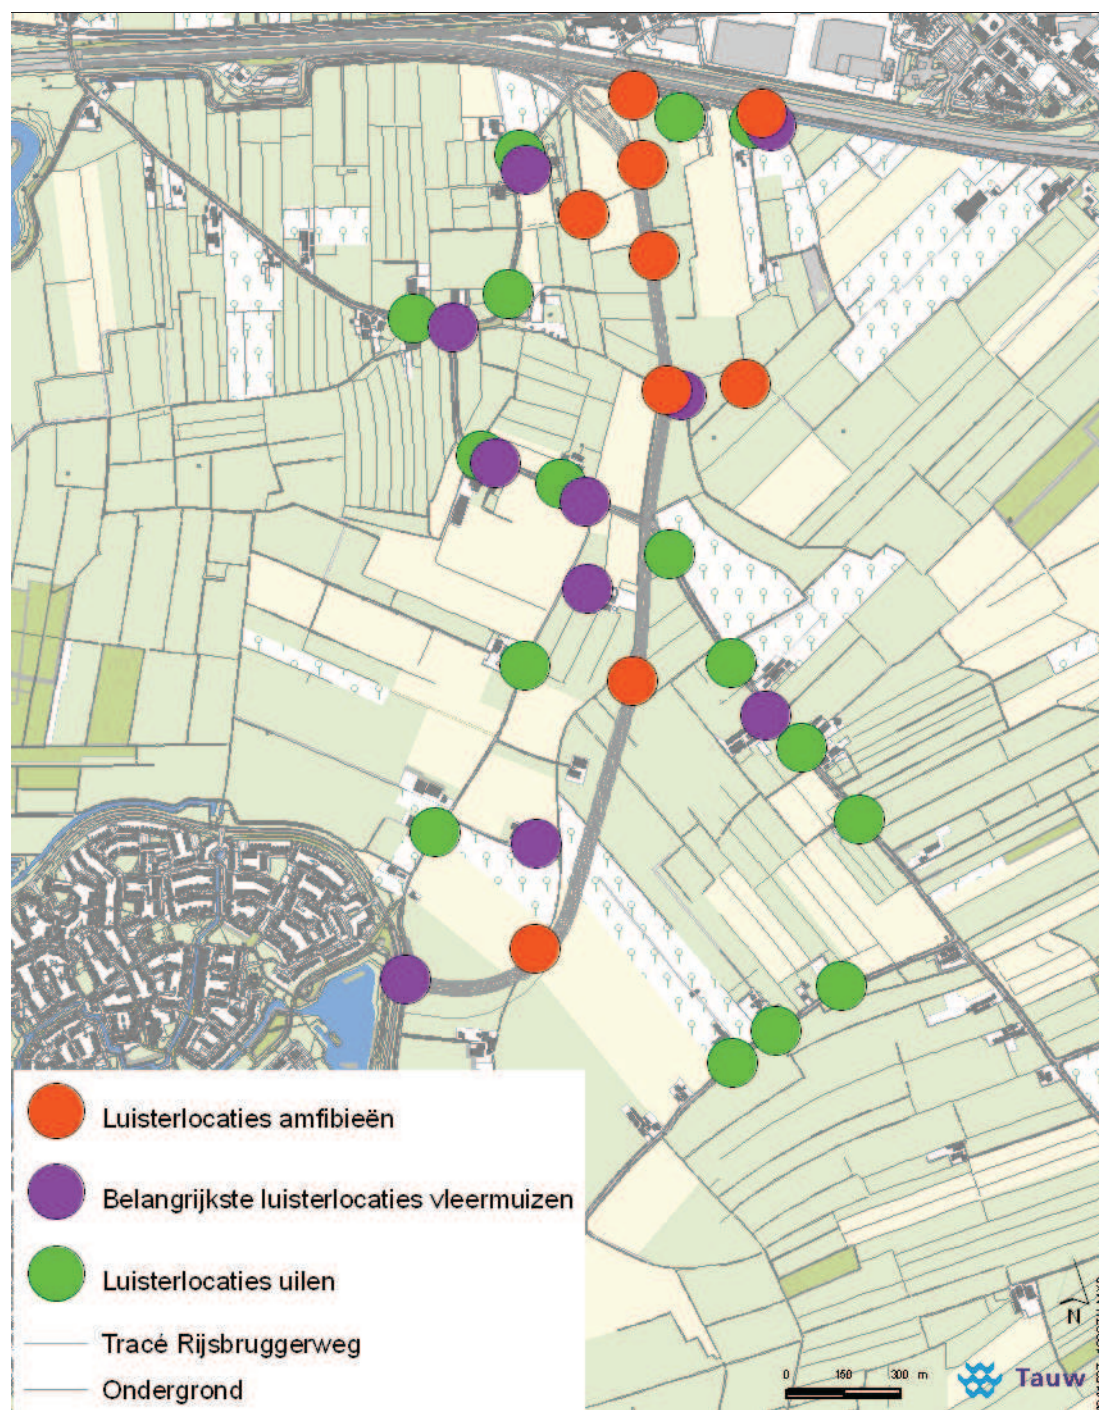 Luisterlocaties amfibieën
Belangrijkste luisterlocaties vleermuizen
Luisterlocaties uilen
Tracé Rijsbruggerweg
Ondergrond
0 150 300 m
N
Tauw